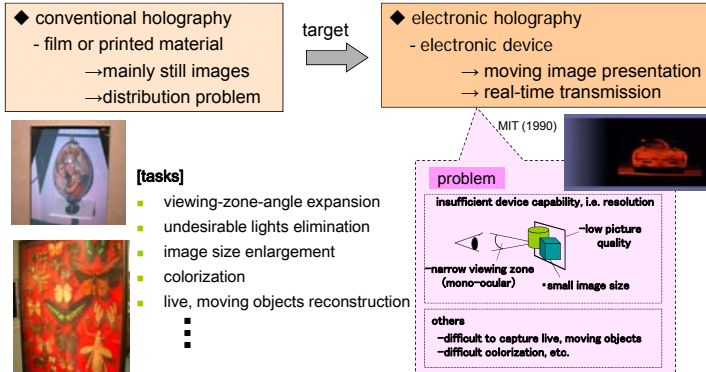 ◆ conventional holography
- film or printed material
→mainly still images
→distribution problem
target
◆ electronic holography
- electronic device
→ moving image presentation
→ real-time transmission
MIT (1990)
[tasks]
▪ viewing-zone-angle expansion
▪ undesirable lights elimination
▪ image size enlargement
▪ colorization
▪ live, moving objects reconstruction
problem
insufficient device capability, i.e. resolution
-low picture
quality
-narrow viewing zone
(mono-ocular)
・small image size
others
-difficult to capture live, moving objects
-difficult colorization, etc.